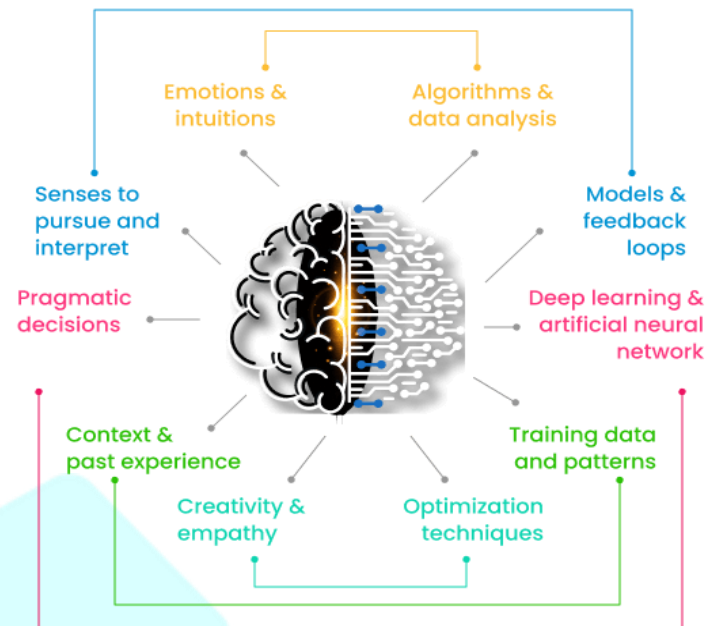 Emotions &
intuitions
Algorithms &
data analysis
Senses to
pursue and
interpret
Models &
feedback
loops
Pragmatic
decisions
Deep learning &
artificial neural
network
Context &
past experience
Training data
and patterns
Creativity &
empathy
Optimization
techniques